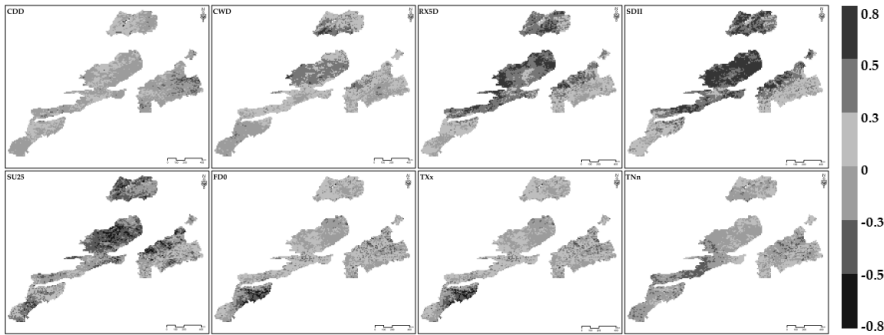 CDD
CWD
RX5D
SDII
SU25
FD0
TXx
TNn
0.8
0.5
0.3
0
-0.3
-0.5
-0.8